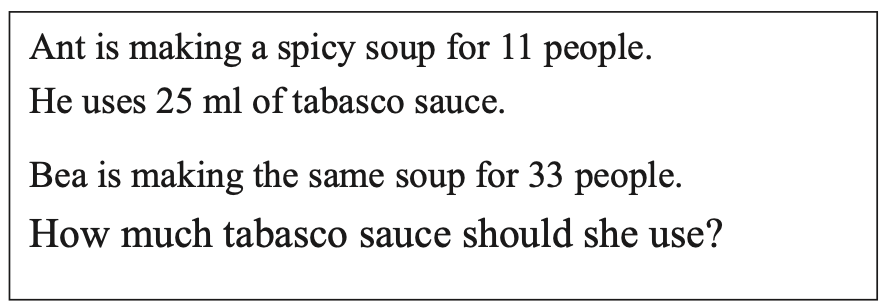 Ant is making a spicy soup for 11 people.
He uses 25 ml of tabasco sauce.
Bea is making the same soup for 33 people.
How much tabasco sauce should she use?